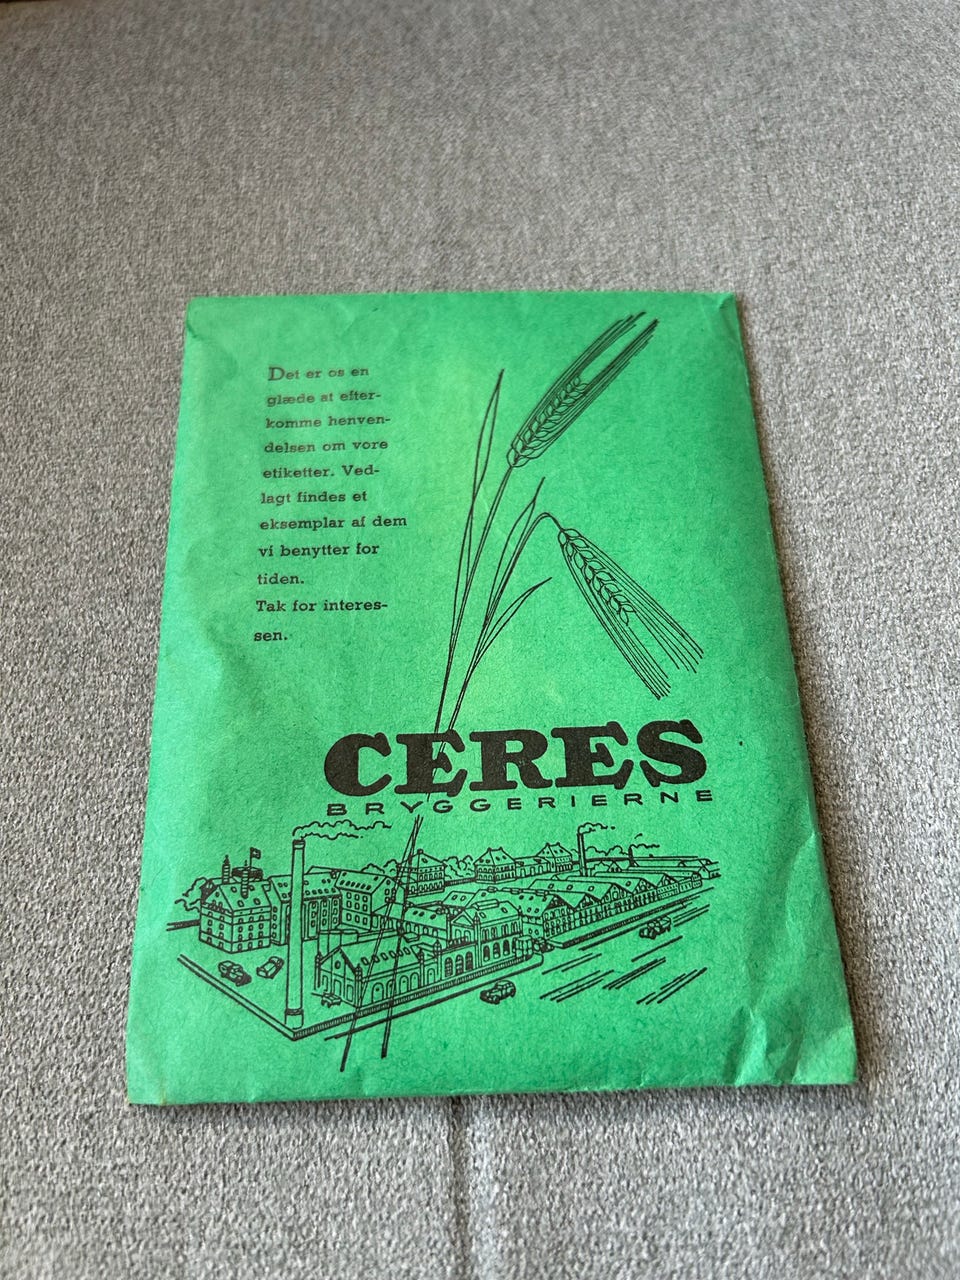 Det er os en
glæde at efter-
komme henven-
delsen om vore
etiketter. Ved-
lagt findes et
eksemplar af dem
vi benytter for
tiden.
Tak for interes-
sen.
CERES
BRYGGERIERNE